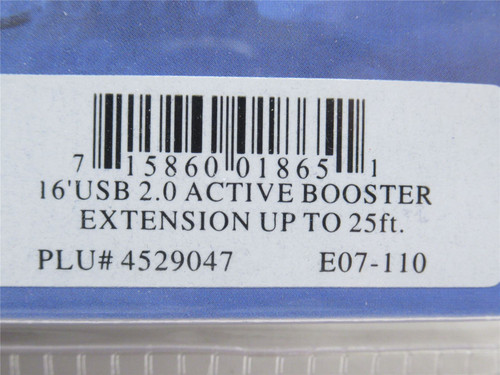 7 15860 01865 1
16'USB 2.0 ACTIVE BOOSTER
EXTENSION UP TO 25ft.
PLU# 4529047 E07-110